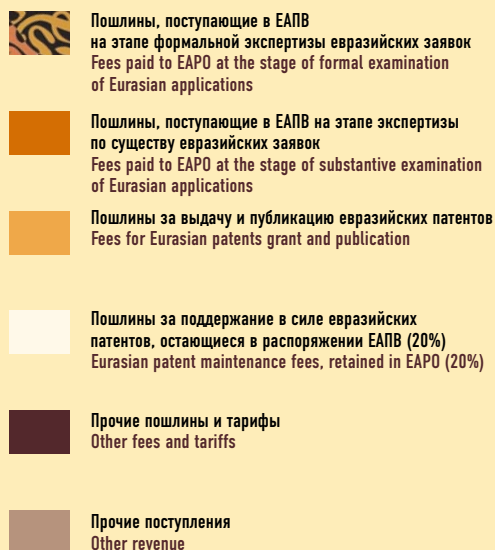 Пошлины, поступающие в ЕАПВ
на этапе формальной экспертизы евразийских заявок
Fees paid to EAPO at the stage of formal examination
of Eurasian applications
Пошлины, поступающие в ЕАПВ на этапе экспертизы
по существу евразийских заявок
Fees paid to EAPO at the stage of substantive examination
of Eurasian applications
Пошлины за выдачу и публикацию евразийских патентов
Fees for Eurasian patents grant and publication
Пошлины за поддержание в силе евразийских
патентов, остающиеся в распоряжении ЕАПВ (20%)
Eurasian patent maintenance fees, retained in EAPO (20%)
Прочие пошлины и тарифы
Other fees and tariffs
Прочие поступления
Other revenue